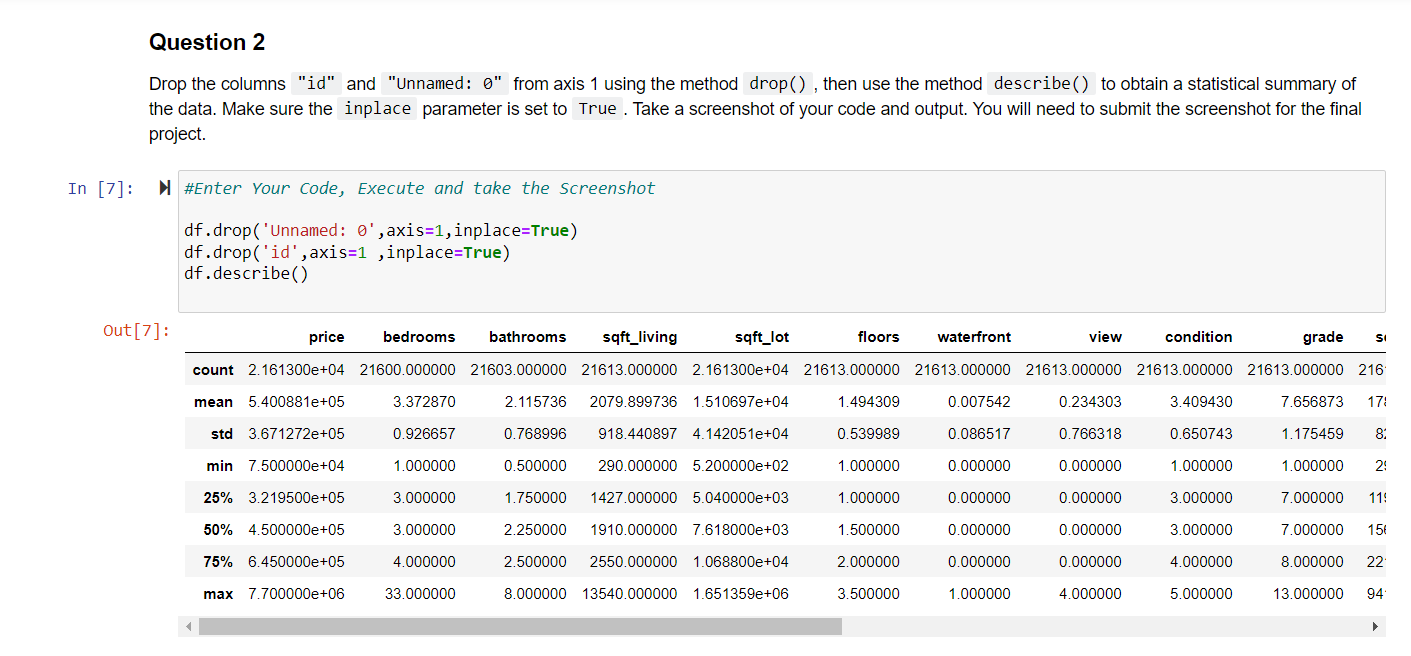 Question 2
Drop the columns "id" and "Unnamed: 0" from axis 1 using the method drop() , then use the method describe() to obtain a statistical summary of
the data. Make sure the inplace parameter is set to True . Take a screenshot of your code and output. You will need to submit the screenshot for the final
project.
In [7]: #Enter Your Code, Execute and take the Screenshot
df.drop('Unnamed: 0',axis=1,inplace=True)
df.drop('id',axis=1 ,inplace=True)
df.describe()
Out[7]:
price bedrooms bathrooms sqft_living sqft_lot floors waterfront view condition grade
count 2.161300e+04 21600.000000 21603.000000 21613.000000 2.161300e+04 21613.000000 21613.000000 21613.000000 21613.000000 21613.000000 216
mean 5.400881e+05 3.372870 2.115736 2079.899736 1.510697e+04 1.494309 0.007542 0.234303 3.409430 7.656873
std 3.671272e+05 0.926657 0.768996 918.440897 4.142051e+04 0.539989 0.086517 0.766318 0.650743 1.175459
min 7.500000e+04 1.000000 0.500000 290.000000 5.200000e+02 1.000000 0.000000 0.000000 1.000000 1.000000
25% 3.219500e+05 3.000000 1.750000 1427.000000 5.040000e+03 1.000000 0.000000 0.000000 3.000000 7.000000
50% 4.500000e+05 3.000000 2.250000 1910.000000 7.618000e+03 1.500000 0.000000 0.000000 3.000000 7.000000
75% 6.450000e+05 4.000000 2.500000 2550.000000 1.068800e+04 2.000000 0.000000 0.000000 4.000000 8.000000 22
max 7.700000e+06 33.000000 8.000000 13540.000000 1.651359e+06 3.500000 1.000000 4.000000 5.000000 13.000000 94